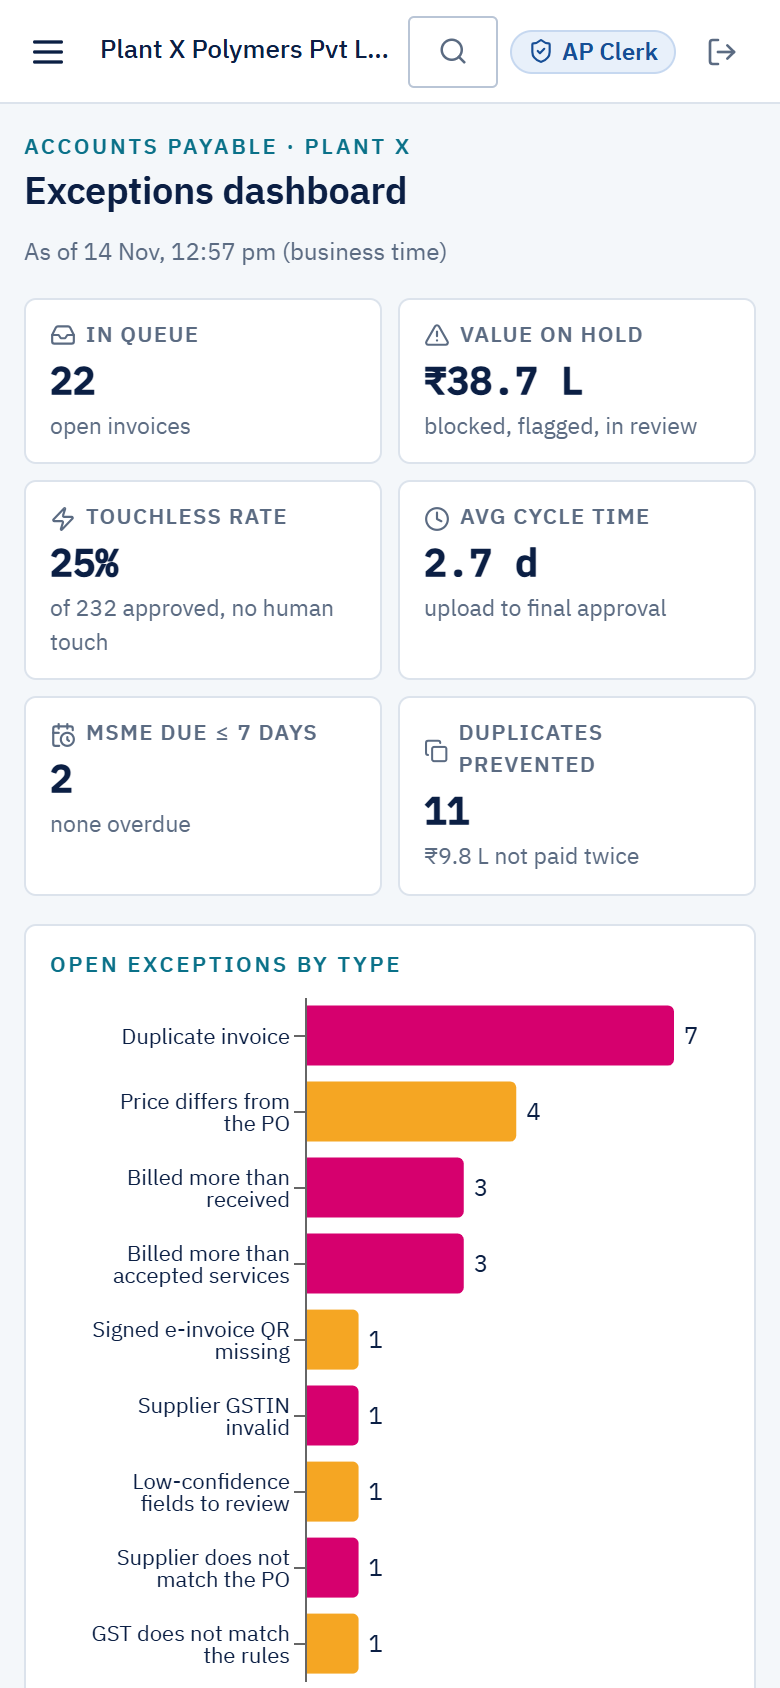 Plant X Polymers Pvt L...
AP Clerk
ACCOUNTS PAYABLE · PLANT X
Exceptions dashboard
As of 14 Nov, 12:57 pm (business time)
IN QUEUE
22
open invoices
VALUE ON HOLD
₹38.7 L
blocked, flagged, in review
TOUCHLESS RATE
25%
of 232 approved, no human
touch
AVG CYCLE TIME
2.7 d
upload to final approval
MSME DUE ≤ 7 DAYS
2
none overdue
DUPLICATES
PREVENTED
11
₹9.8 L not paid twice
OPEN EXCEPTIONS BY TYPE
Duplicate invoice
7
Price differs from
the PO
4
Billed more than
received
3
Billed more than
accepted services
3
Signed e-invoice QR
missing
1
Supplier GSTIN
invalid
1
Low-confidence
fields to review
1
Supplier does not
match the PO
1
GST does not match
the rules
1